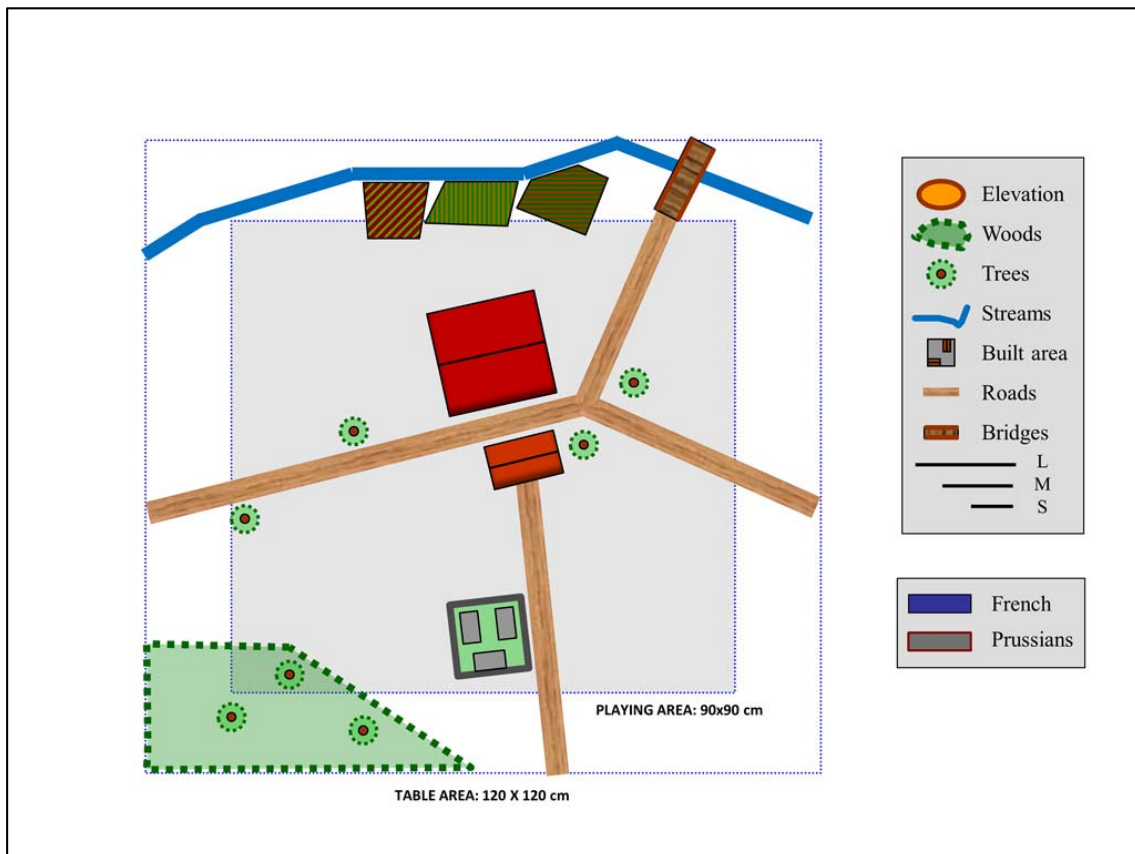 Elevation
Woods
Trees
Streams
Built area
Roads
Bridges
L
M
S
French
Prussians
PLAYING AREA: 90x90 cm
TABLE AREA: 120 X 120 cm